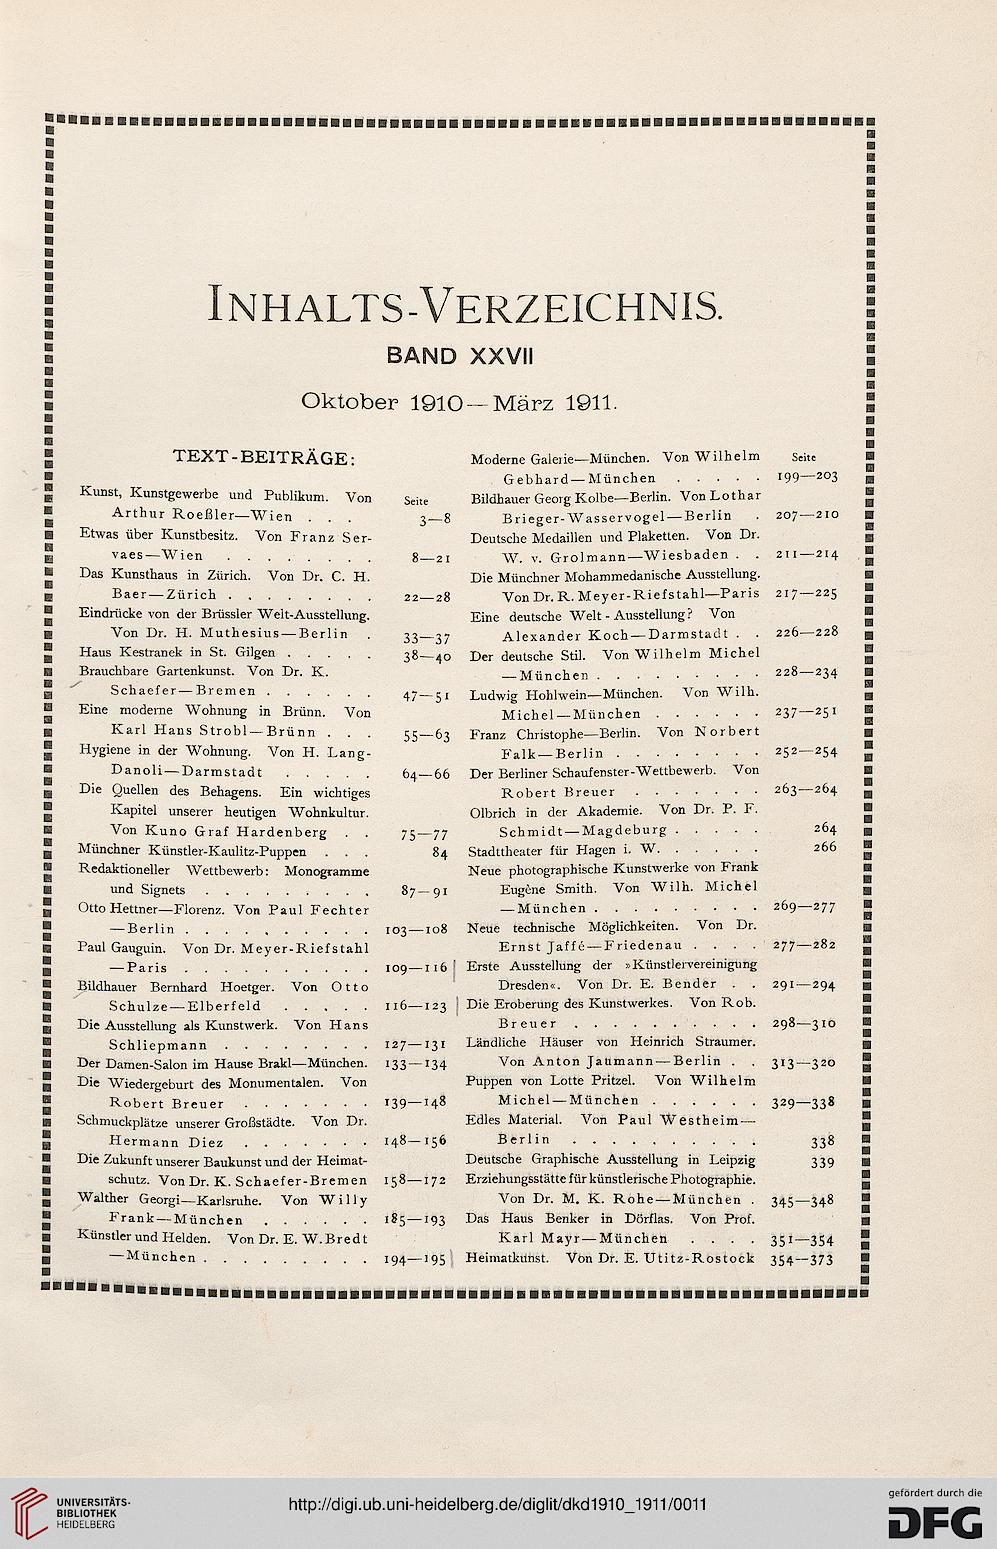 INHALTS-VERZEICHNIS.
BAND XXVII
Oktober 1910—März 1911.
TEXT-BEITRÄGE:
Seite
Kunst, Kunstgewerbe und Publikum. Von
Arthur Roeßler—Wien . . . 3—8
Etwas über Kunstbesitz. Von Franz Ser-
vaes—Wien . . . . . . . 8—21
Das Kunsthaus in Zürich. Von Dr. C. H.
Baer—Zürich . . . . . . . . 22—28
Eindrücke von der Brüssler Welt-Ausstellung.
Von Dr. H. Muthesius—Berlin . 33—37
Haus Kestranek in St. Gilgen . . . . . 38—40
Brauchbare Gartenkunst. Von Dr. K.
Schaefer—Bremen . . . . . . 47—51
Eine moderne Wohnung in Brünn. Von
Karl Hans Strobl—Brünn . . . 55—63
Hygiene in der Wohnung. Von H. Lang-
Danoli—Darmstadt . . . . . 64—66
Die Quellen des Behagens. Ein wichtiges
Kapitel unserer heutigen Wohnkultur.
Von Kuno Graf Hardenberg . . 75—77
Münchner Künstler-Kaulitz-Puppen . . . 84
Redaktioneller Wettbewerb: Monogramme
und Signets . . . . . . . . . 87—91
Otto Hettner—Florenz. Von Paul Fechter
—Berlin . . . . . . . . . . 103—108
Paul Gauguin. Von Dr. Meyer-Riefstahl
—Paris . . . . . . . . . . 109—116
Bildhauer Bernhard Hoetger. Von Otto
Schulze—Elberfeld . . . . . 116—123
Die Ausstellung als Kunstwerk. Von Hans
Schliepmann . . . . . . . . 127—131
Der Damen-Salon im Hause Brakl—München. 133—134
Die Wiedergeburt des Monumentalen. Von
Robert Breuer . . . . . . . 139—148
Schmuckplätze unserer Großstädte. Von Dr.
Hermann Diez . . . . . . . 148—156
Die Zukunft unserer Baukunst und der Heimat-
schutz. Von Dr. K. Schaefer-Bremen 158—172
Walther Georgi—Karlsruhe. Von Willy
Frank—München . . . . . . 185—193
Künstler und Helden. Von Dr. E. W. Bredt
—München . . . . . . . . . 194—195
Moderne Galerie—München. Von Wilhelm Seite
Gebhard—München . . . . . 199—203
Bildhauer Georg Kolbe—Berlin. Von Lothar
Brieger-Wasservogel—Berlin . 207—210
Deutsche Medaillen und Plaketten. Von Dr.
W. v. Grolmann—Wiesbaden . . 211—214
Die Münchner Mohammedanische Ausstellung.
Von Dr. R. Meyer-Riefstahl—Paris 217—225
Eine deutsche Welt-Ausstellung? Von
Alexander Koch—Darmstadt . . 226—228
Der deutsche Stil. Von Wilhelm Michel
—München . . . . . . . . . 228—234
Ludwig Hohlwein—München. Von Wilh.
Michel—München . . . . . . 237—251
Franz Christophe—Berlin. Von Norbert
Falk—Berlin . . . . . . . . 252—254
Der Berliner Schaufenster-Wettbewerb. Von
Robert Breuer . . . . . . . 263—264
Olbrich in der Akademie. Von Dr. P. F.
Schmidt—Magdeburg . . . . . 264
Stadttheater für Hagen i. W. . . . . . . 266
Neue photographische Kunstwerke von Frank
Eugène Smith. Von Wilh. Michel
—München . . . . . . . . . 269—277
Neue technische Möglichkeiten. Von Dr.
Ernst Jaffé—Friedenau . . . . 277—282
Erste Ausstellung der »Künstlervereinigung
Dresden«. Von Dr. E. Bender . . 291—294
Die Eroberung des Kunstwerkes. Von Rob.
Breuer . . . . . . . . . . 298—310
Ländliche Häuser von Heinrich Straumer.
Von Anton Jaumann—Berlin . . 313—320
Puppen von Lotte Pritzel. Von Wilhelm
Michel—München . . . . . . 329—338
Edles Material. Von Paul Westheim—
Berlin . . . . . . . . . . 338
Deutsche Graphische Ausstellung in Leipzig 339
Erziehungsstätte für künstlerische Photographie.
Von Dr. M. K. Rohe—München . 345—348
Das Haus Benker in Dörflas. Von Prof.
Karl Mayr—München . . . . 351—354
Heimatkunst. Von Dr. E. Utitz-Rostock 354—373
UNIVERSITÄTS-
BIBLIOTHEK
HEIDELBERG
http://digi.ub.uni-heidelberg.de/diglit/dkd1910_1911/0011
gefördert durch die
DFG